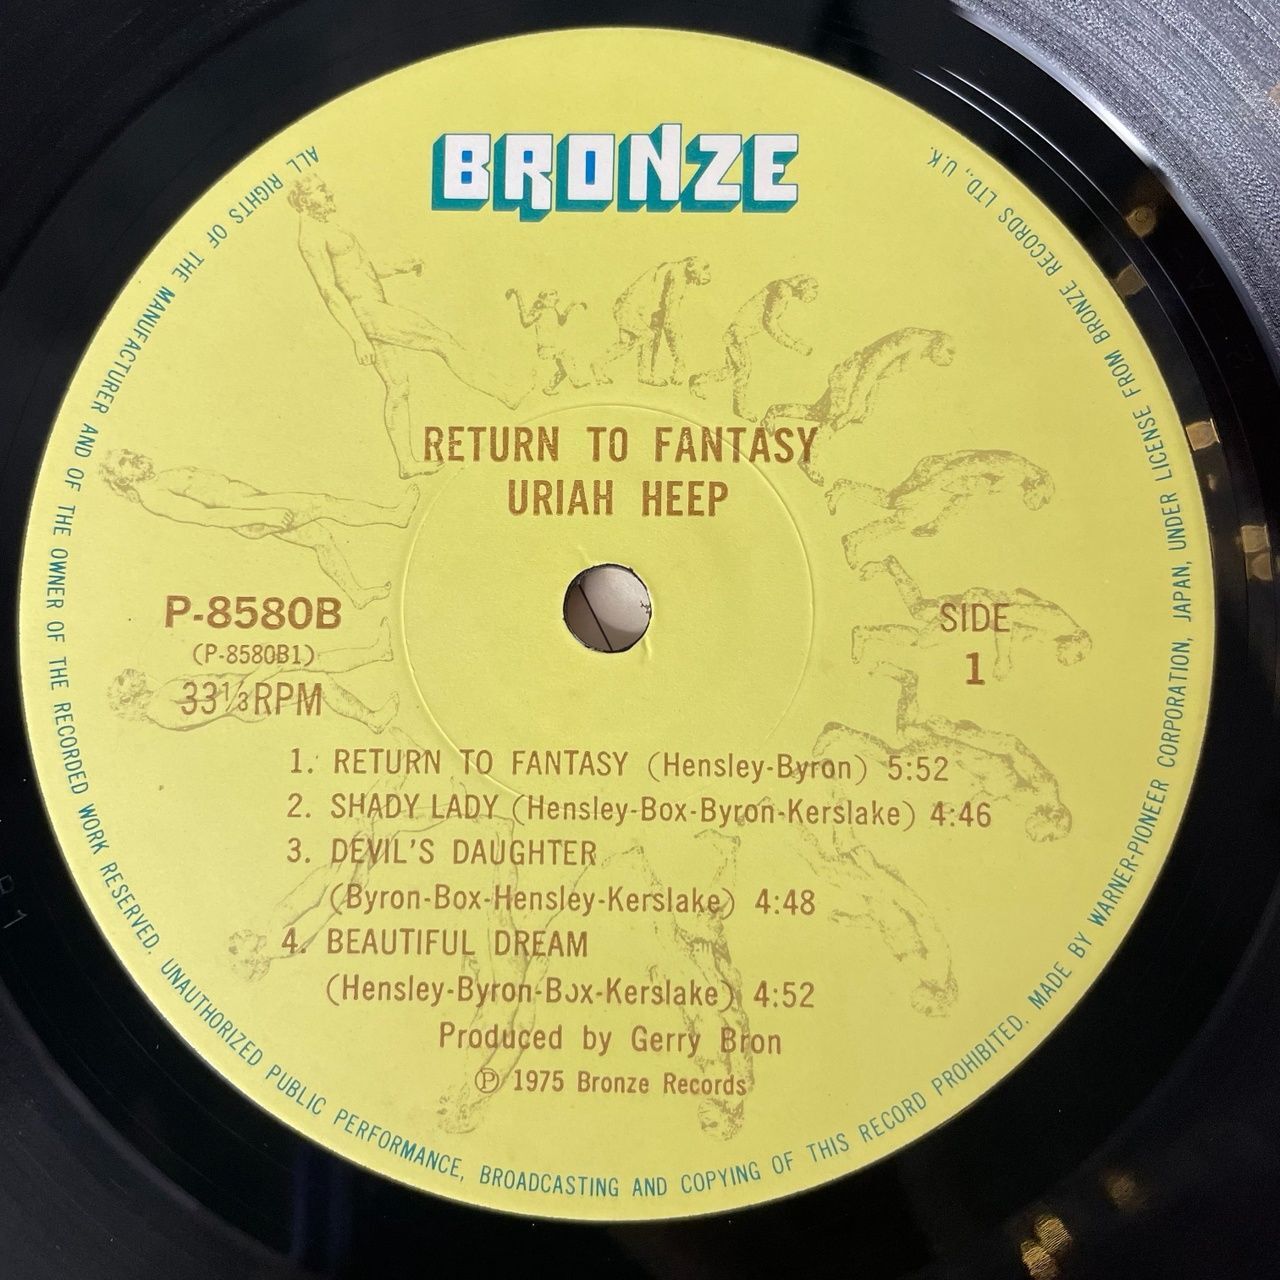 BRONZE
RETURN TO FANTASY
URIAH HEEP
P-8580B
(P-8580B1)
33⅓RPM
SIDE
1
1. RETURN TO FANTASY (Hensley-Byron) 5:52
2. SHADY LADY (Hensley-Box-Byron-Kerslake) 4:46
3. DEVIL'S DAUGHTER
(Byron-Box-Hensley-Kerslake) 4:48
4. BEAUTIFUL DREAM
(Hensley-Byron-Box-Kerslake) 4:52
Produced by Gerry Bron
Ⓟ 1975 Bronze Records
ALL RIGHTS OF THE MANUFACTURER AND OF THE OWNER OF THE RECORDED WORK RESERVED. UNAUTHORIZED PUBLIC PERFORMANCE, BROADCASTING AND COPYING OF THIS RECORD PROHIBITED. MADE BY WARNER-PIONEER CORPORATION, JAPAN, UNDER LICENSE FROM BRONZE RECORDS LTD., U.K.